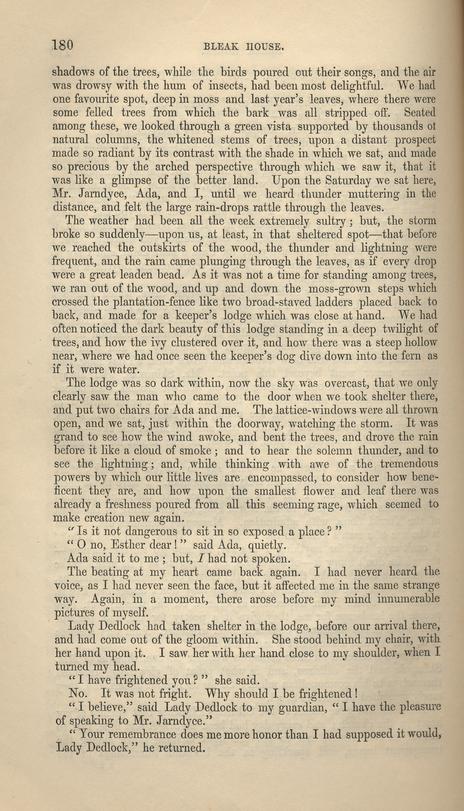 180
BLEAK HOUSE.
shadows of the trees, while the birds poured out their songs, and the air
was drowsy with the hum of insects, had been most delightful. We had
one favourite spot, deep in moss and last year's leaves, where there were
some felled trees from which the bark was all stripped off. Seated
among these, we looked through a green vista supported by thousands of
natural columns, the whitened stems of trees, upon a distant prospect
made so radiant by its contrast with the shade in which we sat, and made
so precious by the arched perspective through which we saw it, that it
was like a glimpse of the better land. Upon the Saturday we sat here,
Mr. Jarndyce, Ada, and I, until we heard thunder muttering in the
distance, and felt the large rain-drops rattle through the leaves.
The weather had been all the week extremely sultry; but, the storm
broke so suddenly—upon us, at least, in that sheltered spot—that before
we reached the outskirts of the wood, the thunder and lightning were
frequent, and the rain came plunging through the leaves, as if every drop
were a great leaden bead. As it was not a time for standing among trees,
we ran out of the wood, and up and down the moss-grown steps which
crossed the plantation-fence like two broad-staved ladders placed back to
back, and made for a keeper's lodge which was close at hand. We had
often noticed the dark beauty of this lodge standing in a deep twilight of
trees, and how the ivy clustered over it, and how there was a steep hollow
near, where we had once seen the keeper's dog dive down into the fern as
if it were water.
The lodge was so dark within, now the sky was overcast, that we only
clearly saw the man who came to the door when we took shelter there,
and put two chairs for Ada and me. The lattice-windows were all thrown
open, and we sat, just within the doorway, watching the storm. It was
grand to see how the wind awoke, and bent the trees, and drove the rain
before it like a cloud of smoke; and to hear the solemn thunder, and to
see the lightning; and, while thinking with awe of the tremendous
powers by which our little lives are encompassed, to consider how bene-
ficent they are, and how upon the smallest flower and leaf there was
already a freshness poured from all this seeming rage, which seemed to
make creation new again.
"Is it not dangerous to sit in so exposed a place?"
"O no, Esther dear!" said Ada, quietly.
Ada said it to me; but, I had not spoken.
The beating at my heart came back again. I had never heard the
voice, as I had never seen the face, but it affected me in the same strange
way. Again, in a moment, there arose before my mind innumerable
pictures of myself.
Lady Dedlock had taken shelter in the lodge, before our arrival there,
and had come out of the gloom within. She stood behind my chair, with
her hand upon it. I saw her with her hand close to my shoulder, when I
turned my head.
"I have frightened you?" she said.
No. It was not fright. Why should I be frightened!
"I believe," said Lady Dedlock to my guardian, "I have the pleasure
of speaking to Mr. Jarndyce."
"Your remembrance does me more honor than I had supposed it would,
Lady Dedlock," he returned.